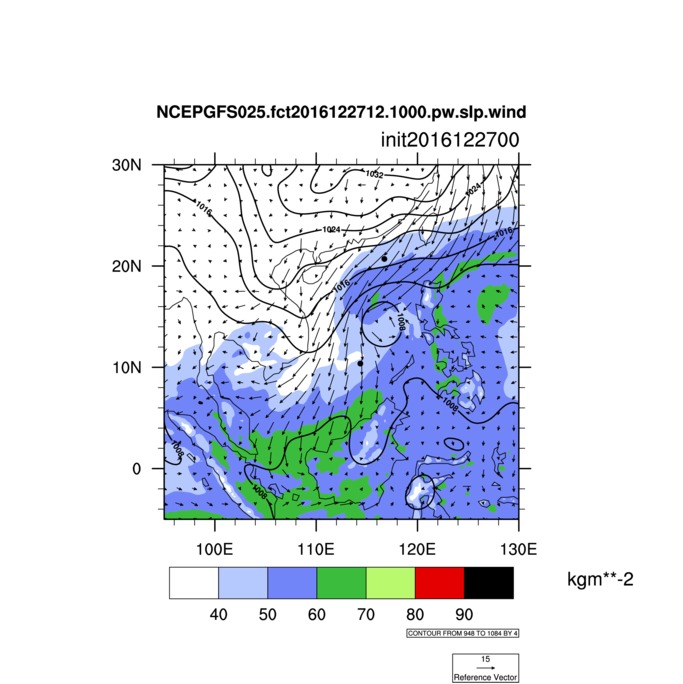 NCEPGFS025.fct2016122712.1000.pw.slp.wind
init2016122700
30N
20N
10N
0
1032
1024
1024
1016
1016
1016
1008
1008
1008
1008
100E
110E
120E
130E
40
50
60
70
80
90
kgm**-2
CONTOUR FROM 948 TO 1084 BY 4
15
Reference Vector